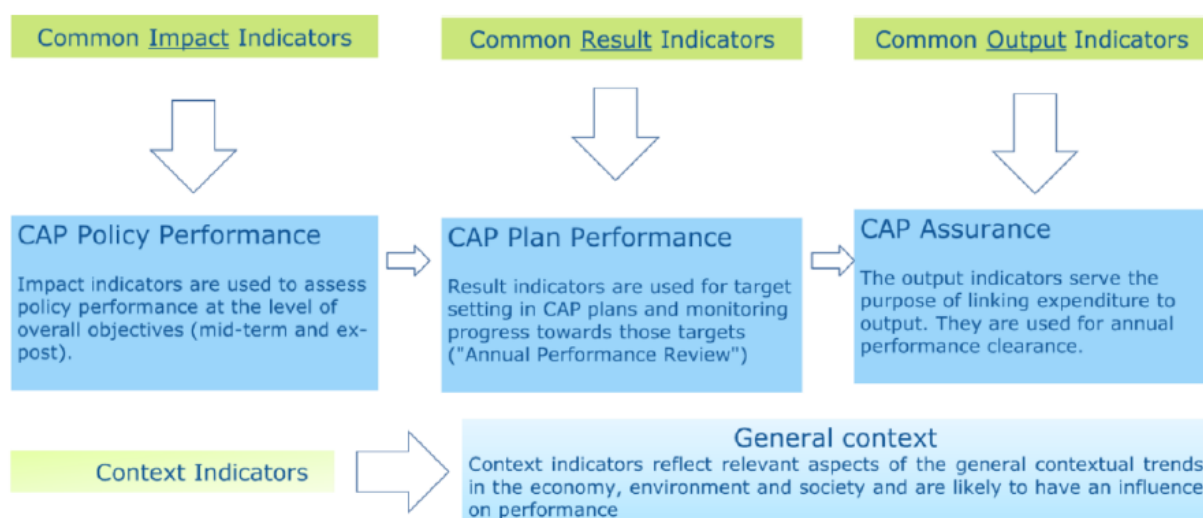 Common Impact Indicators
Common Result Indicators
Common Output Indicators
CAP Policy Performance
Impact indicators are used to assess
policy performance at the level of
overall objectives (mid-term and ex-
post).
CAP Plan Performance
Result indicators are used for target
setting in CAP plans and monitoring
progress towards those targets
("Annual Performance Review")
CAP Assurance
The output indicators serve the
purpose of linking expenditure to
output. They are used for annual
performance clearance.
Context Indicators
General context
Context indicators reflect relevant aspects of the general contextual trends
in the economy, environment and society and are likely to have an influence
on performance